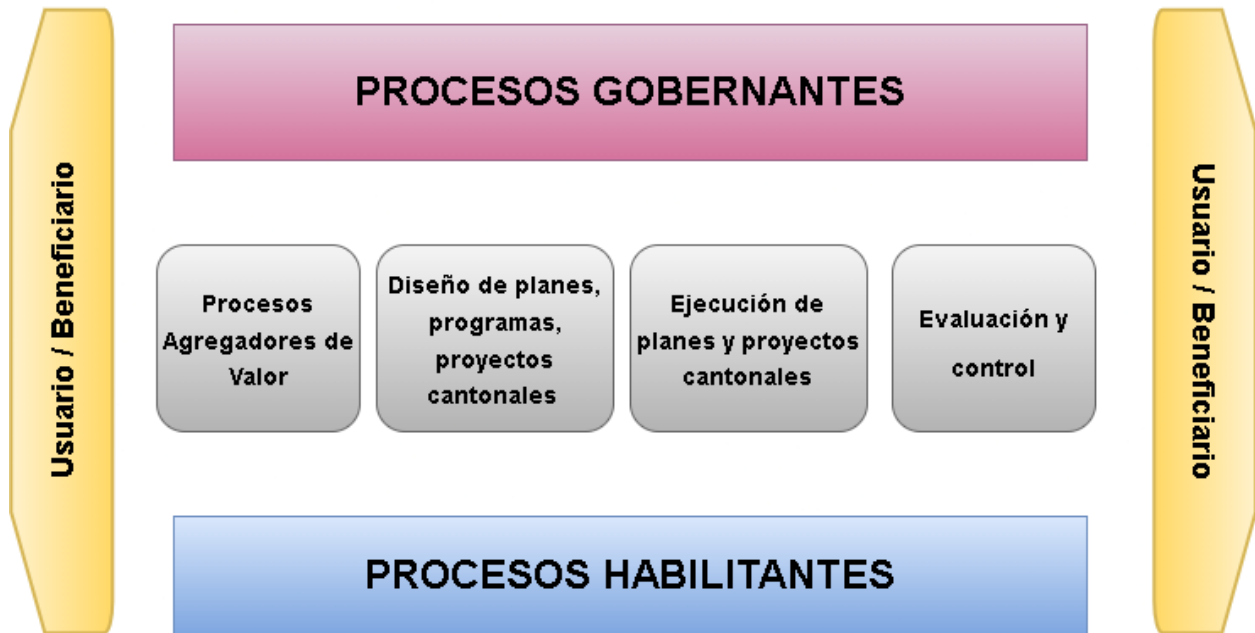 PROCESOS GOBERNANTES
Usuario / Beneficiario
Procesos
Agregadores de
Valor
Diseño de planes,
programas,
proyectos
cantonales
Ejecución de
planes y proyectos
cantonales
Evaluación y
control
Usuario / Beneficiario
PROCESOS HABILITANTES